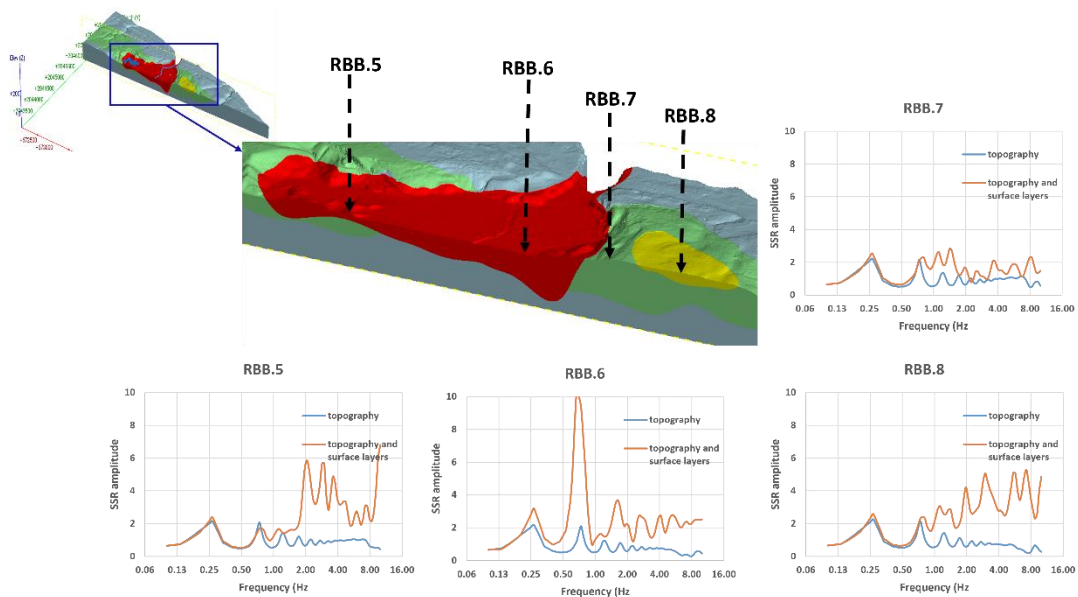 RBB.5
RBB.6
RBB.7
RBB.8
RBB.7
10
8
6
4
2
0
SSR amplitude
topography
topography and
surface layers
0.06 0.13 0.25 0.50 1.00 2.00 4.00 8.00 16.00
Frequency (Hz
RBB.5
10
8
6
4
2
0
SSR amplitude
topography
topography and
surface layers
0.06 0.13 0.25 0.50 1.00 2.00 4.00 8.00 16.00
Frequency (Hz
RBB.6
10
8
6
4
2
0
SSR amplitude
topography
topography and
surface layers
0.06 0.13 0.25 0.50 1.00 2.00 4.00 8.00 16.00
Frequency (Hz
RBB.8
10
8
6
4
2
0
SSR amplitude
topography
topography and
surface layers
0.06 0.13 0.25 0.50 1.00 2.00 4.00 8.00 16.00
Frequency (Hz